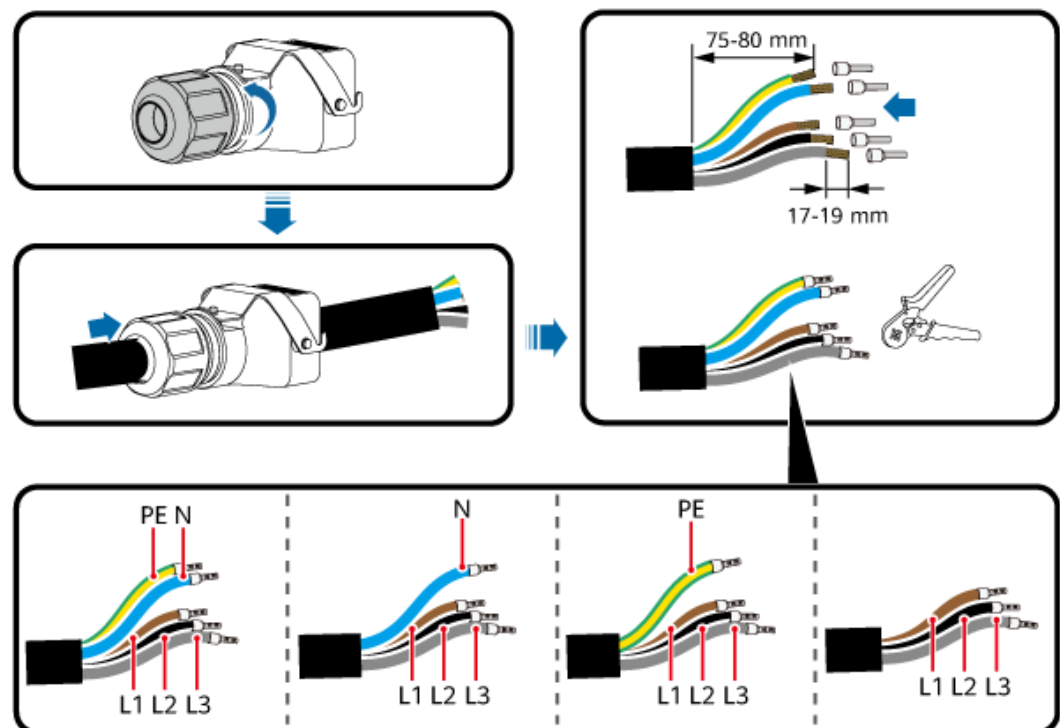 75-80 mm
17-19 mm
PE N
L1 L2 L3
N
L1 L2 L3
PE
L1 L2 L3
L1 L2 L3